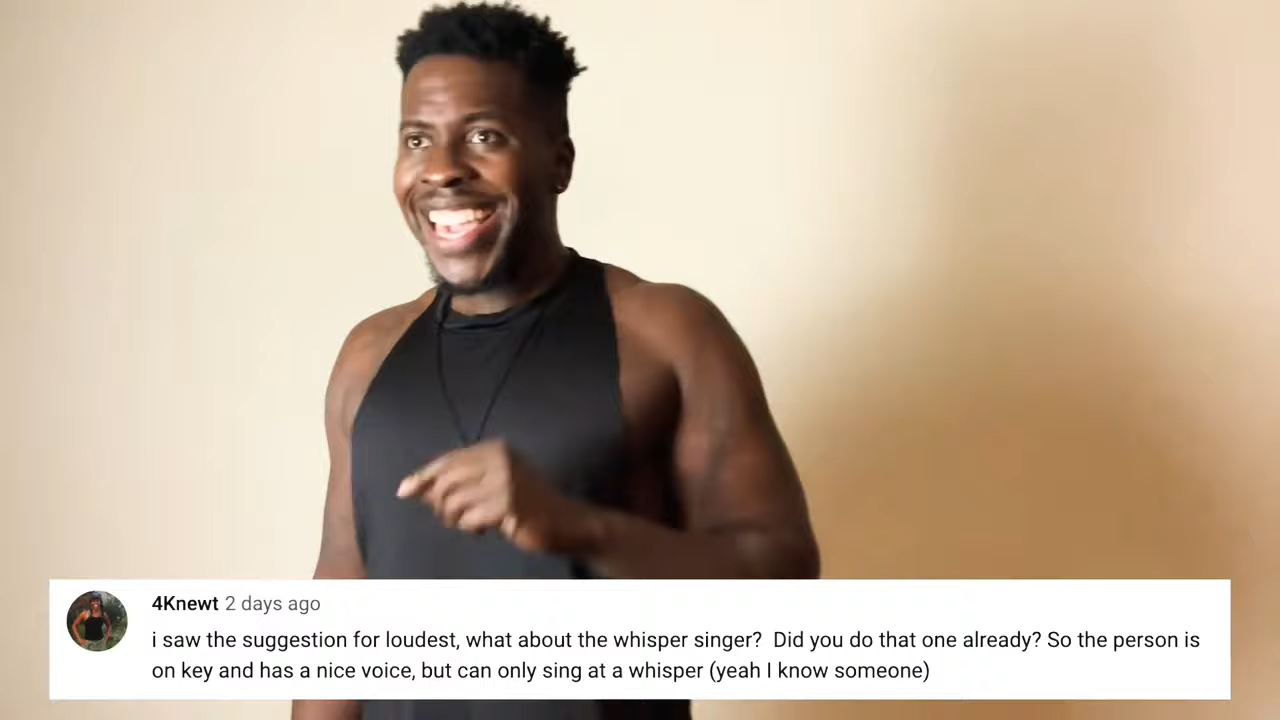 4Knewt 2 days ago
i saw the suggestion for loudest, what about the whisper singer?  Did you do that one already? So the person is
on key and has a nice voice, but can only sing at a whisper (yeah I know someone)